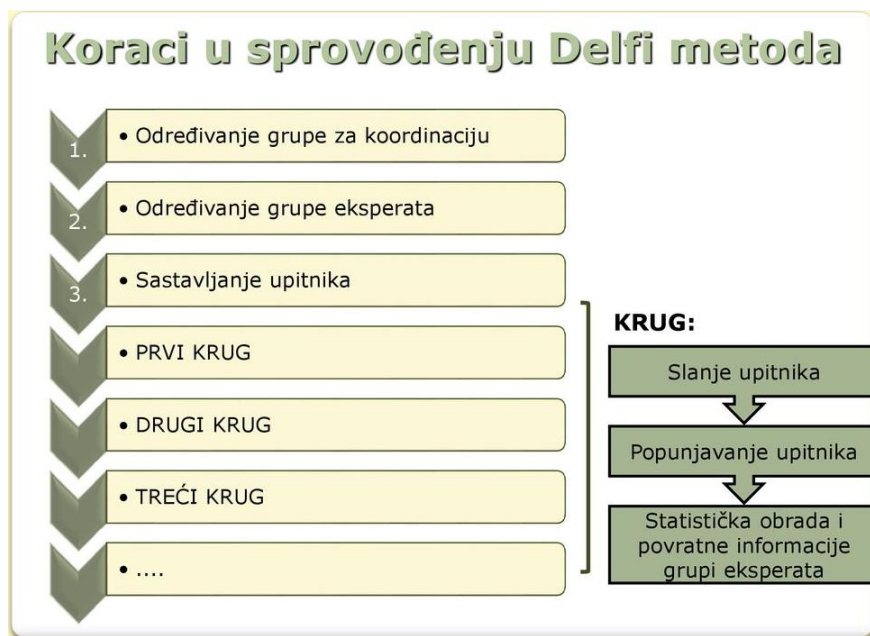 Koraci u sprovođenju Delfi metoda
1.
• Određivanje grupe za koordinaciju
2.
• Određivanje grupe eksperata
3.
• Sastavljanje upitnika
• PRVI KRUG
• DRUGI KRUG
• TREĆI KRUG
• ....
KRUG:
Slanje upitnika
Popunjavanje upitnika
Statistička obrada i
povratne informacije
grupi eksperata